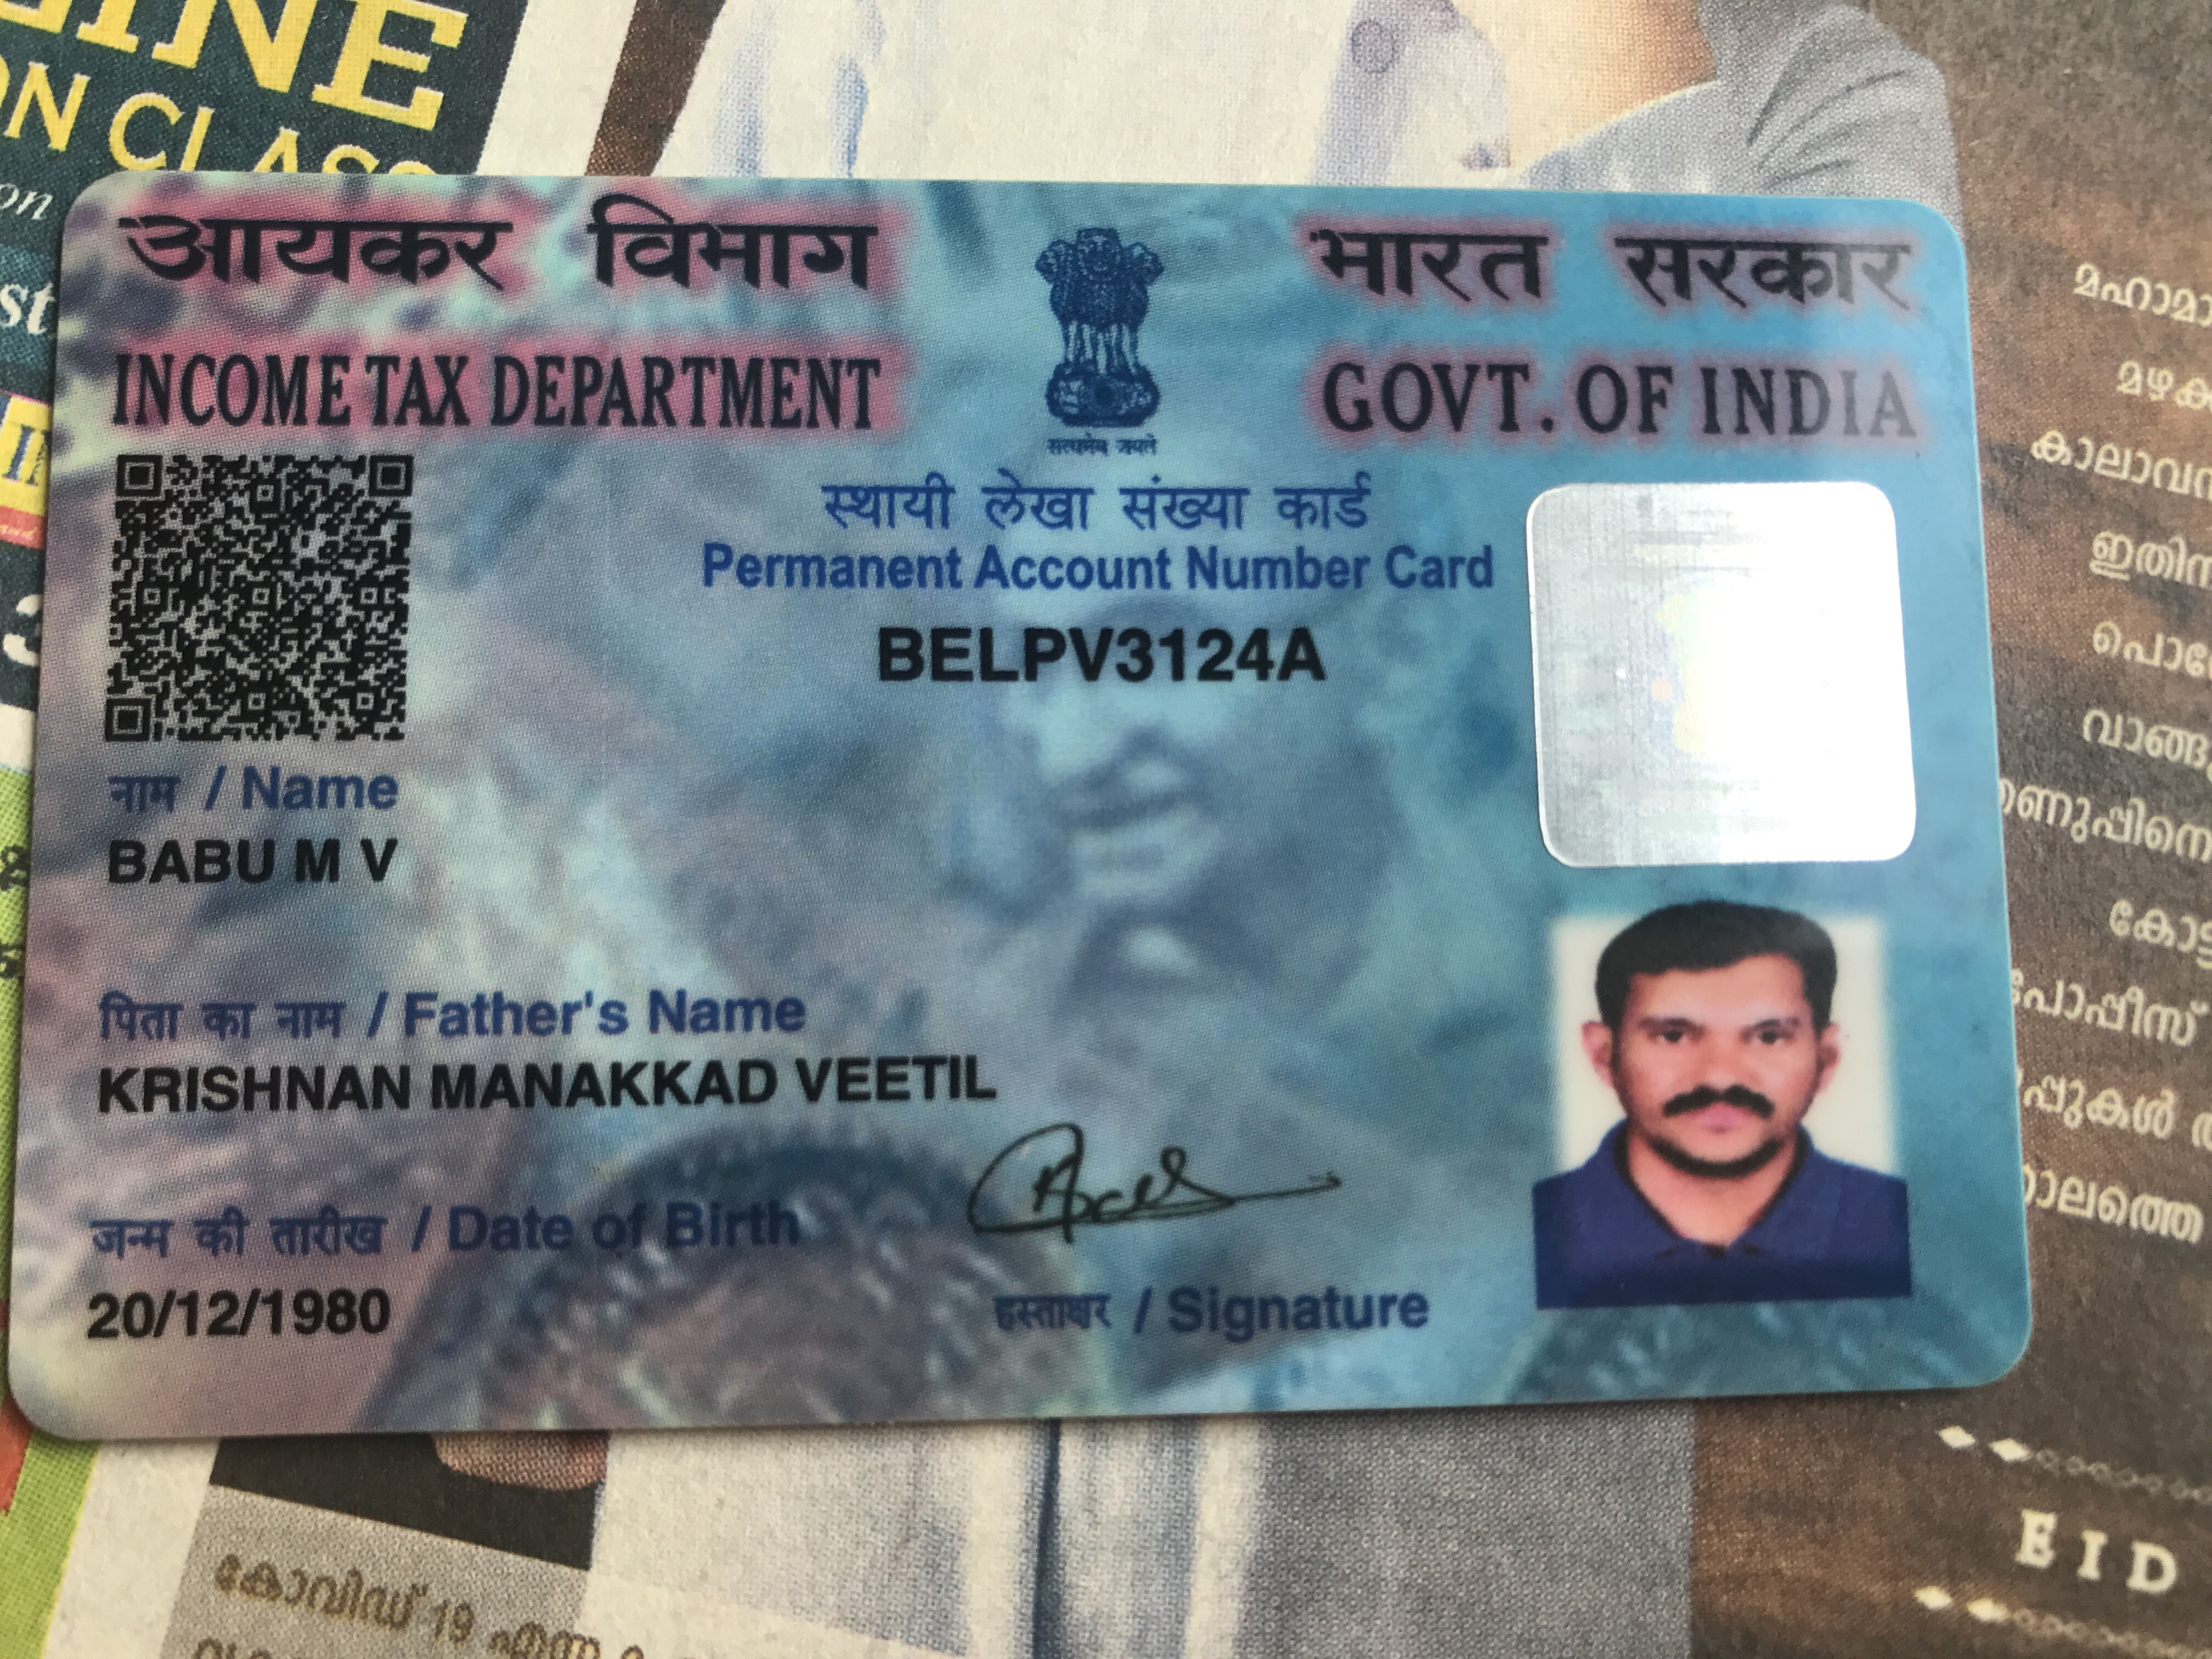 आयकर विभाग
INCOME TAX DEPARTMENT
सत्यमेव जयते
भारत सरकार
GOVT. OF INDIA
स्थायी लेखा संख्या कार्ड
Permanent Account Number Card
BELPV3124A
नाम / Name
BABU M V
पिता का नाम / Father's Name
KRISHNAN MANAKKAD VEETIL
जन्म की तारीख / Date of Birth
20/12/1980
हस्ताक्षर / Signature
EID